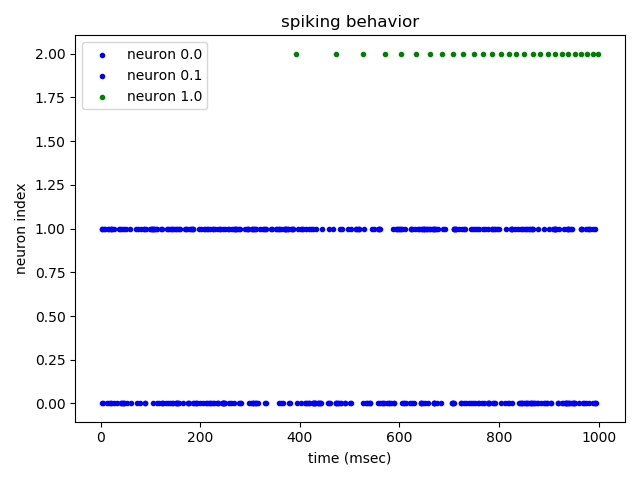 spiking behavior
neuron 0.0
neuron 0.1
neuron 1.0
2.00
1.75
1.50
1.25
1.00
0.75
0.50
0.25
0.00
neuron index
0 200 400 600 800 1000
time (msec)